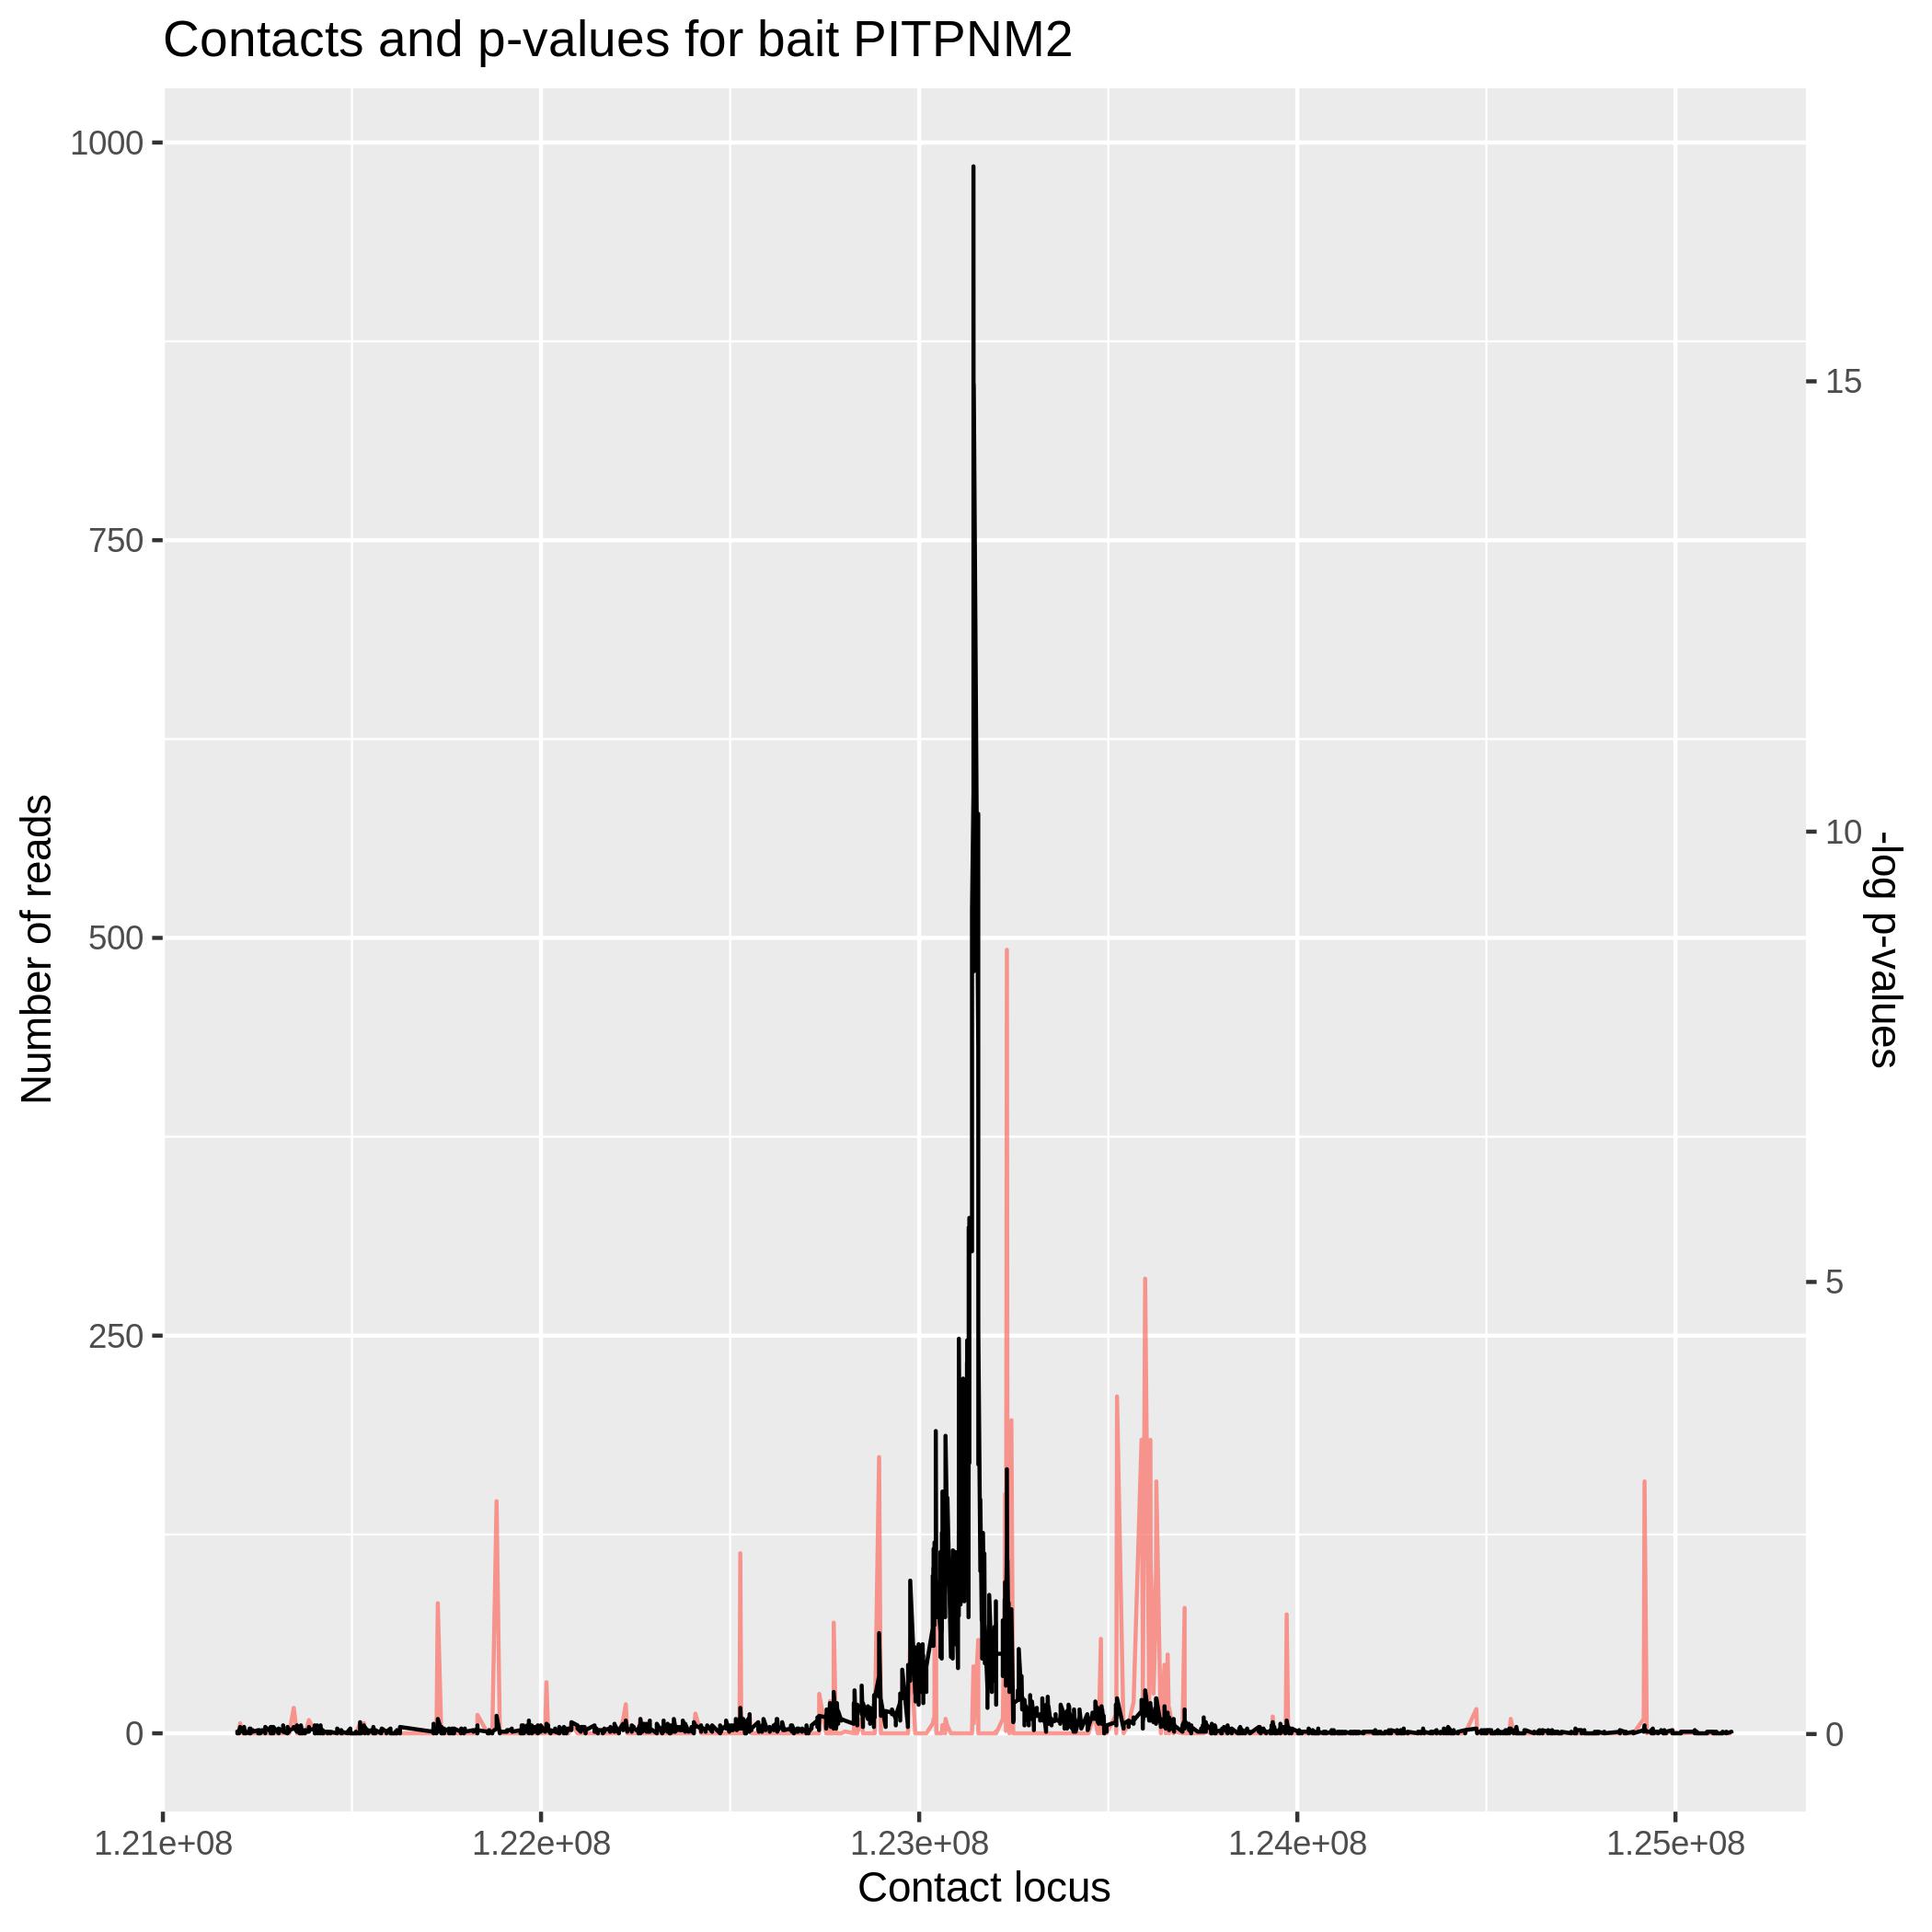 Contacts and p-values for bait PITPNM2
1000
750
500
250
0
Number of reads
15
10
5
0
-log p-values
1.21e+08
1.22e+08
1.23e+08
1.24e+08
1.25e+08
Contact locus